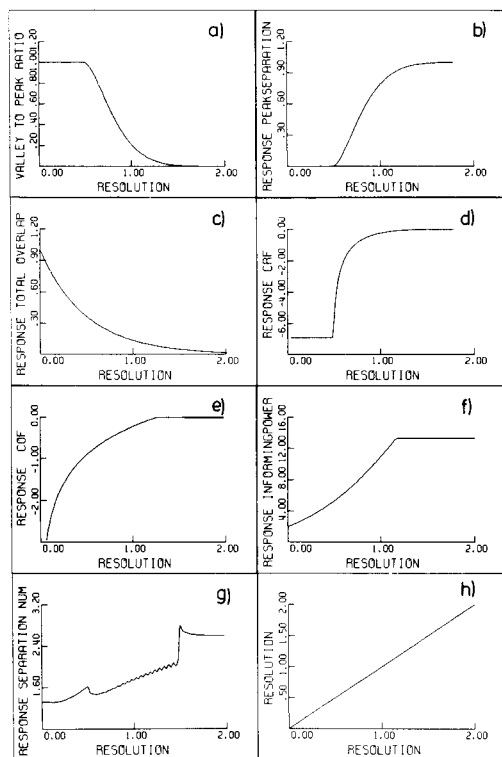 a)
VALLEY TO PEAK RATIO
.20 .40 .60 .80 1.00 1.20
0.00 1.00 2.00
RESOLUTION
b)
RESPONSE PEAKSEPARATION
.30 .60 .90 1.20
0.00 1.00 2.00
RESOLUTION
c)
RESPONSE TOTAL OVERLAP
.30 .60 .90 1.20
0.00 1.00 2.00
RESOLUTION
d)
RESPONSE CRF
-6.00 -4.00 -2.00 0.00
0.00 1.00 2.00
RESOLUTION
e)
RESPONSE COF
-2.00 -1.00 0.00
0.00 1.00 2.00
RESOLUTION
f)
RESPONSE INFORMINGPOWER
4.00 8.00 12.00 16.00
0.00 1.00 2.00
RESOLUTION
g)
RESPONSE SEPARATION NUM
1.60 2.40 3.20
0.00 1.00 2.00
RESOLUTION
h)
RESOLUTION
.50 1.00 1.50 2.00
0.00 1.00 2.00
RESOLUTION